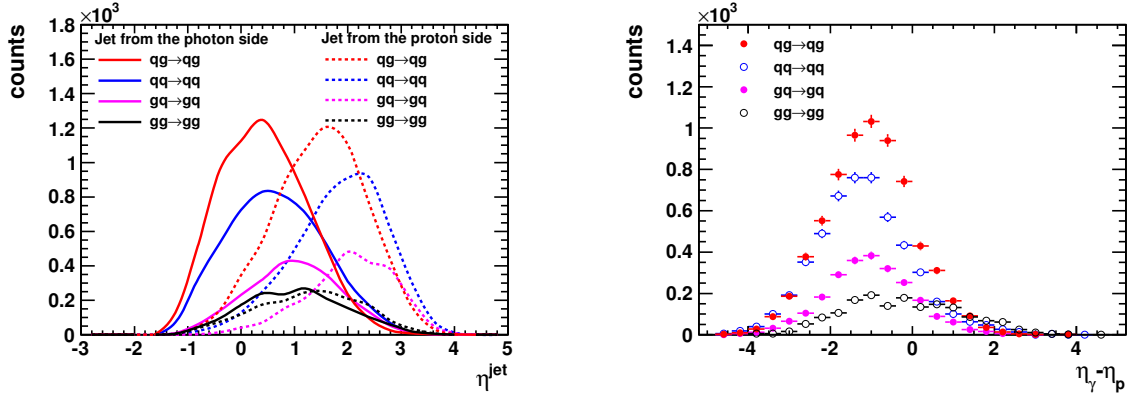 ×10³
1.8
1.6
1.4
1.2
1
0.8
0.6
0.4
0.2
0
counts
Jet from the photon side
qg→qg
qq→qq
gq→gq
gg→gg
Jet from the proton side
qg→qg
qq→qq
gq→gq
gg→gg
-3 -2 -1 0 1 2 3 4 5
η^jet
×10³
1.4
1.2
1
0.8
0.6
0.4
0.2
0
counts
qg→qg
qq→qq
gq→gq
gg→gg
-4 -2 0 2 4
η_γ-η_p